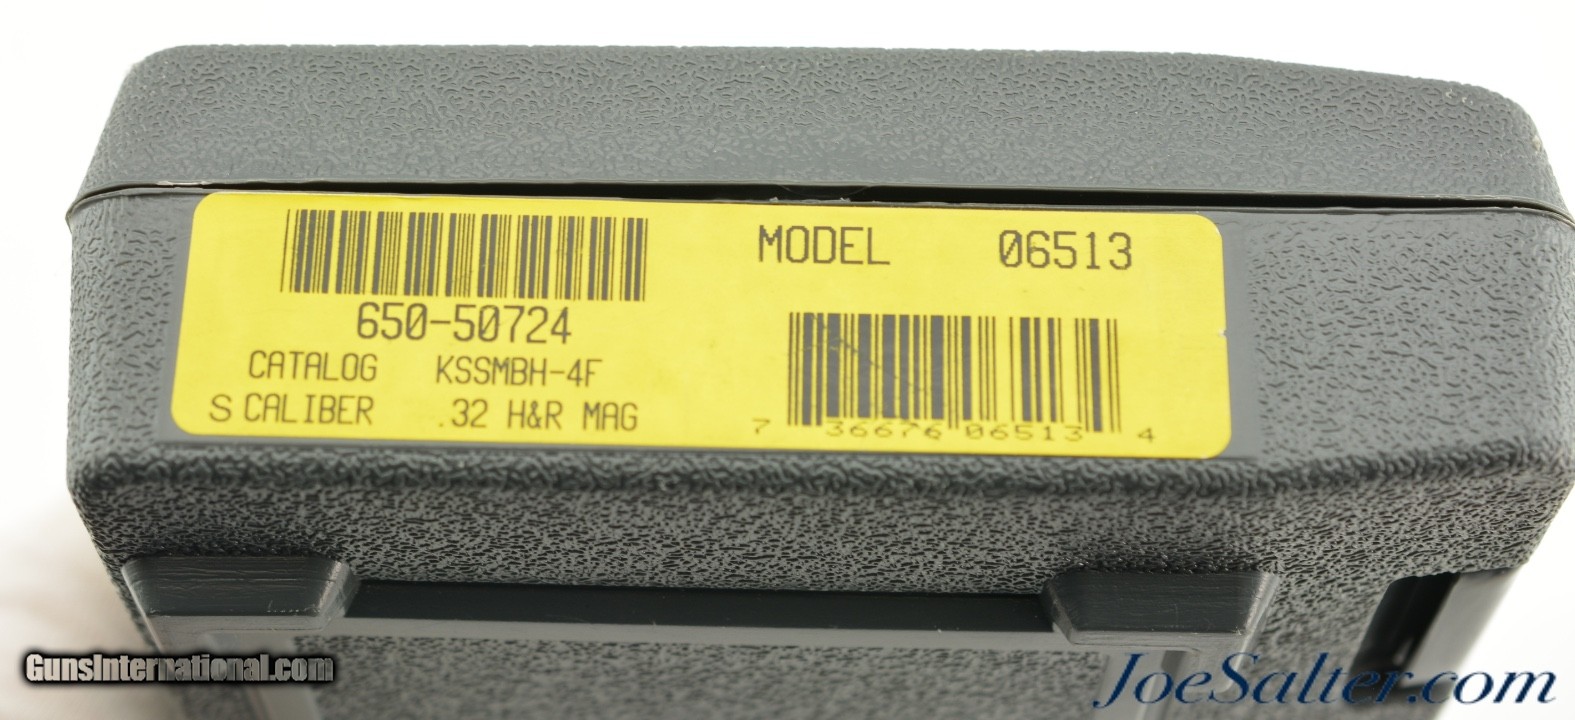 MODEL 06513
650-50724
CATALOG KSSMBH-4F
S CALIBER .32 H&R MAG
7 36676 06513 4
GunsInternational.com
JoeSalter.com